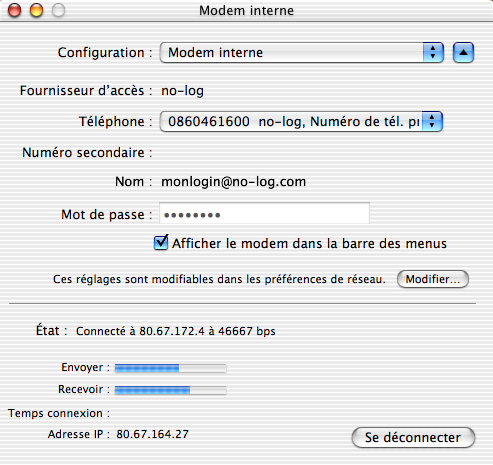 Modem interne
Configuration : Modem interne
Fournisseur d'accès : no-log
Téléphone : 0860461600 no-log, Numéro de tél. pr
Numéro secondaire :
Nom : monlogin@no-log.com
Mot de passe : ••••••••
Afficher le modem dans la barre des menus
Ces réglages sont modifiables dans les préférences de réseau. Modifier...
État : Connecté à 80.67.172.4 à 46667 bps
Envoyer :
Recevoir :
Temps connexion :
Adresse IP : 80.67.164.27
Se déconnecter